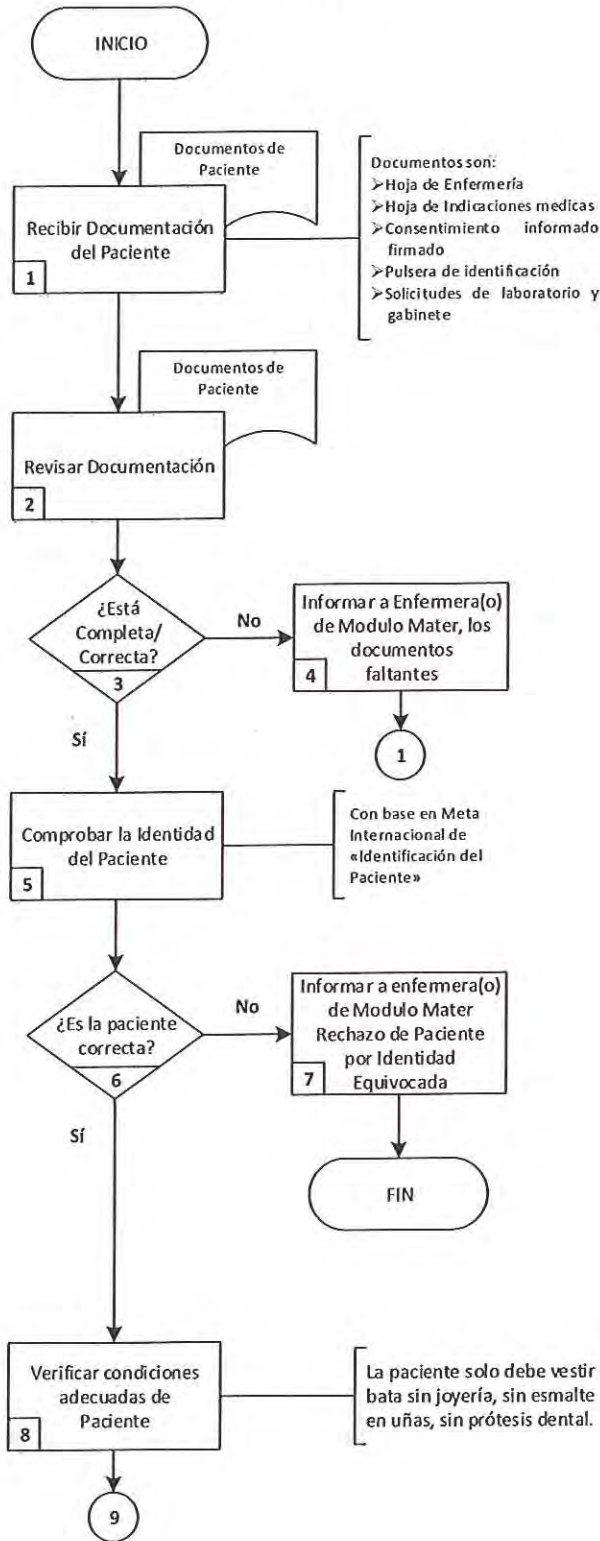 INICIO
Documentos de
Paciente
Recibir Documentación
del Paciente
1
Documentos son:
➢Hoja de Enfermería
➢Hoja de Indicaciones medicas
➢Consentimiento informado
firmado
➢Pulsera de identificación
➢Solicitudes de laboratorio y
gabinete
Documentos de
Paciente
Revisar Documentación
2
¿Está
Completa/
Correcta?
3
No
Informar a Enfermera(o)
de Modulo Mater, los
documentos
faltantes
4
1
Sí
Comprobar la Identidad
del Paciente
5
Con base en Meta
Internacional de
«Identificación del
Paciente»
¿Es la paciente
correcta?
6
No
Informar a enfermera(o)
de Modulo Mater
Rechazo de Paciente
por Identidad
Equivocada
7
FIN
Sí
Verificar condiciones
adecuadas de
Paciente
8
La paciente solo debe vestir
bata sin joyería, sin esmalte
en uñas, sin prótesis dental.
9